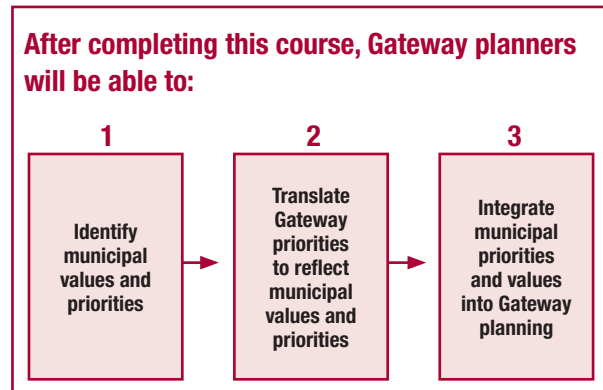 After completing this course, Gateway planners
will be able to:
1
Identify
municipal
values and
priorities
2
Translate
Gateway
priorities
to reflect
municipal
values and
priorities
3
Integrate
municipal
priorities
and values
into Gateway
planning